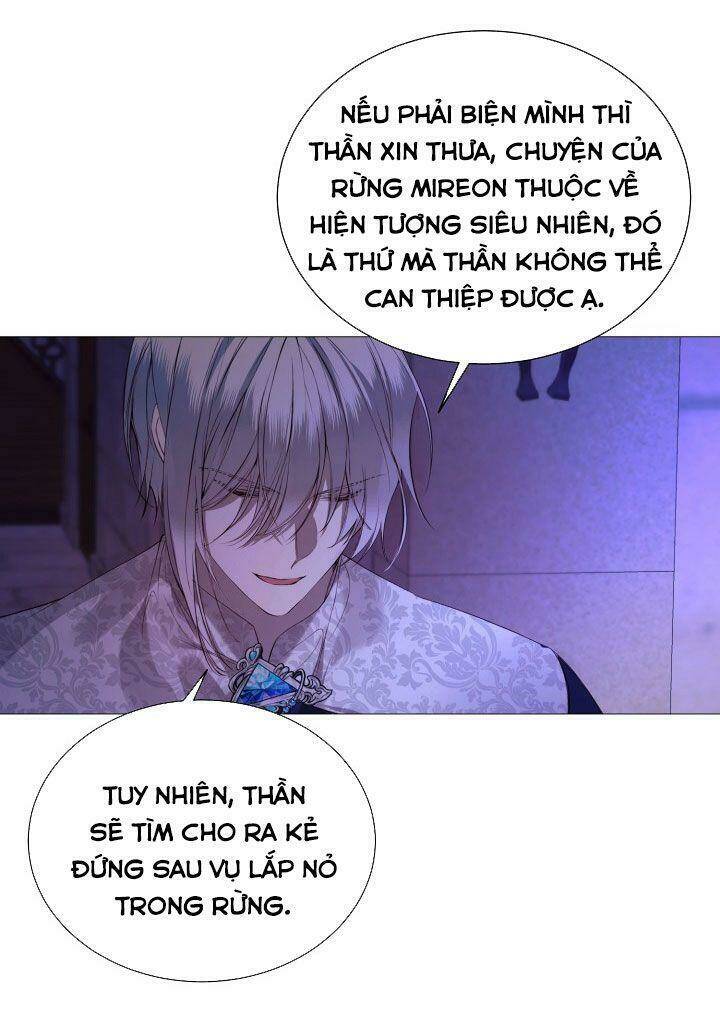 NẾU PHẢI BIỆN MÌNH THÌ
THẦN XIN THƯA, CHUYỆN CỦA
RỪNG MIREON THUỘC VỀ
HIỆN TƯỢNG SIÊU NHIÊN, ĐÓ
LÀ THỨ MÀ THẦN KHÔNG THỂ
CAN THIỆP ĐƯỢC Ạ.
TUY NHIÊN, THẦN
SẼ TÌM CHO RA KẺ
ĐỨNG SAU VỤ LẮP NỎ
TRONG RỪNG.